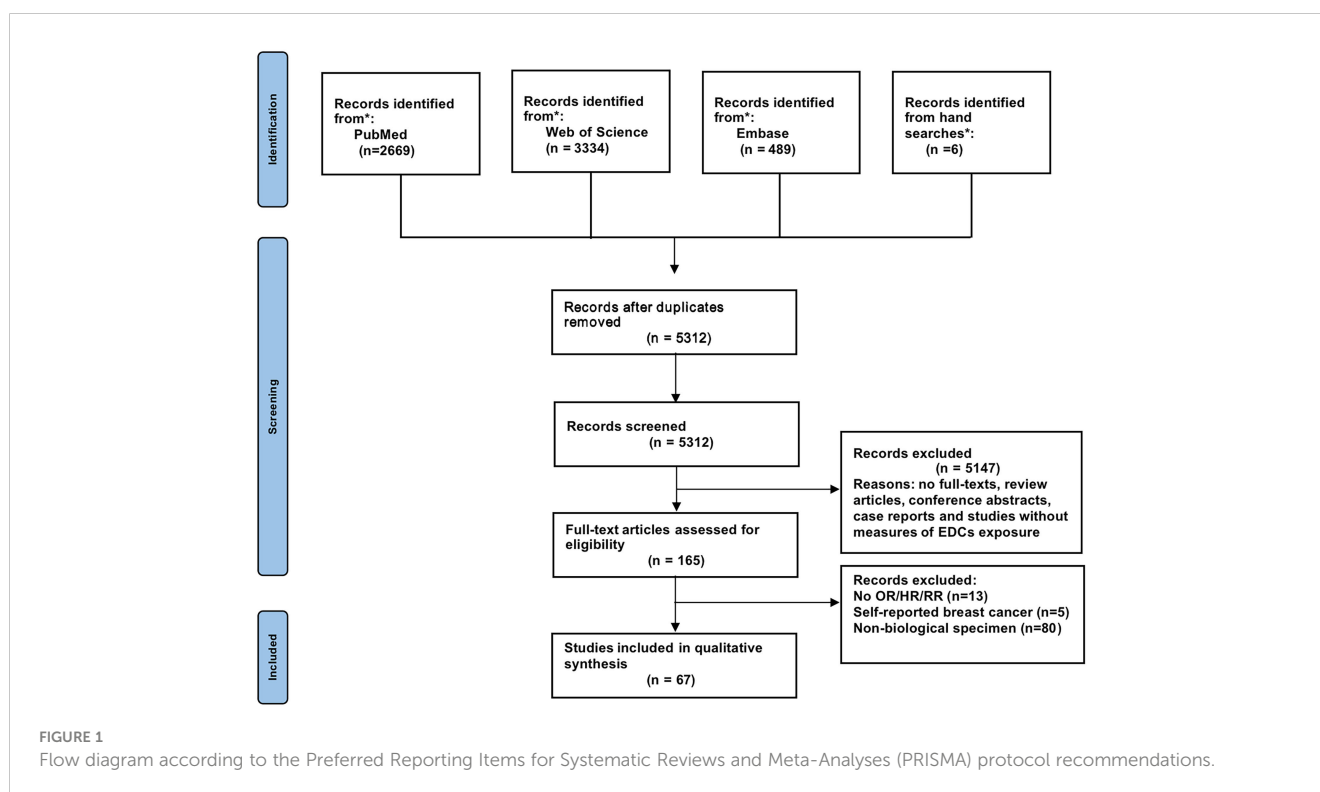 Identification
Records identified
from*:
PubMed
(n=2669)
Records identified
from*:
Web of Science
(n = 3334)
Records identified
from*:
Embase
(n = 489)
Records identified
from hand
searches*:
(n =6)
Screening
Records after duplicates
removed
(n = 5312)
Records screened
(n = 5312)
Records excluded
(n = 5147)
Reasons: no full-texts, review
articles, conference abstracts,
case reports and studies without
measures of EDCs exposure
Full-text articles assessed for
eligibility
(n = 165)
Records excluded:
No OR/HR/RR (n=13)
Self-reported breast cancer (n=5)
Non-biological specimen (n=80)
Included
Studies included in qualitative
synthesis
(n = 67)
FIGURE 1
Flow diagram according to the Preferred Reporting Items for Systematic Reviews and Meta-Analyses (PRISMA) protocol recommendations.